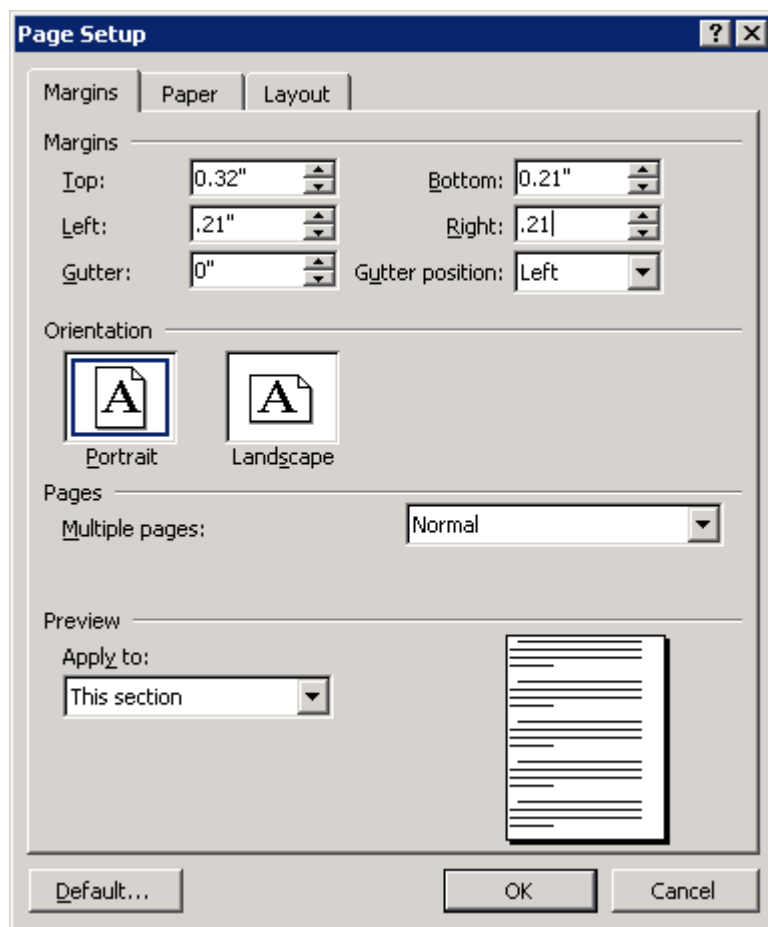 Page Setup
Margins Paper Layout
Margins
Top: 0.32" Bottom: 0.21"
Left: .21" Right: .21
Gutter: 0" Gutter position: Left
Orientation
A A
Portrait Landscape
Pages
Multiple pages: Normal
Preview
Apply to:
This section
Default... OK Cancel